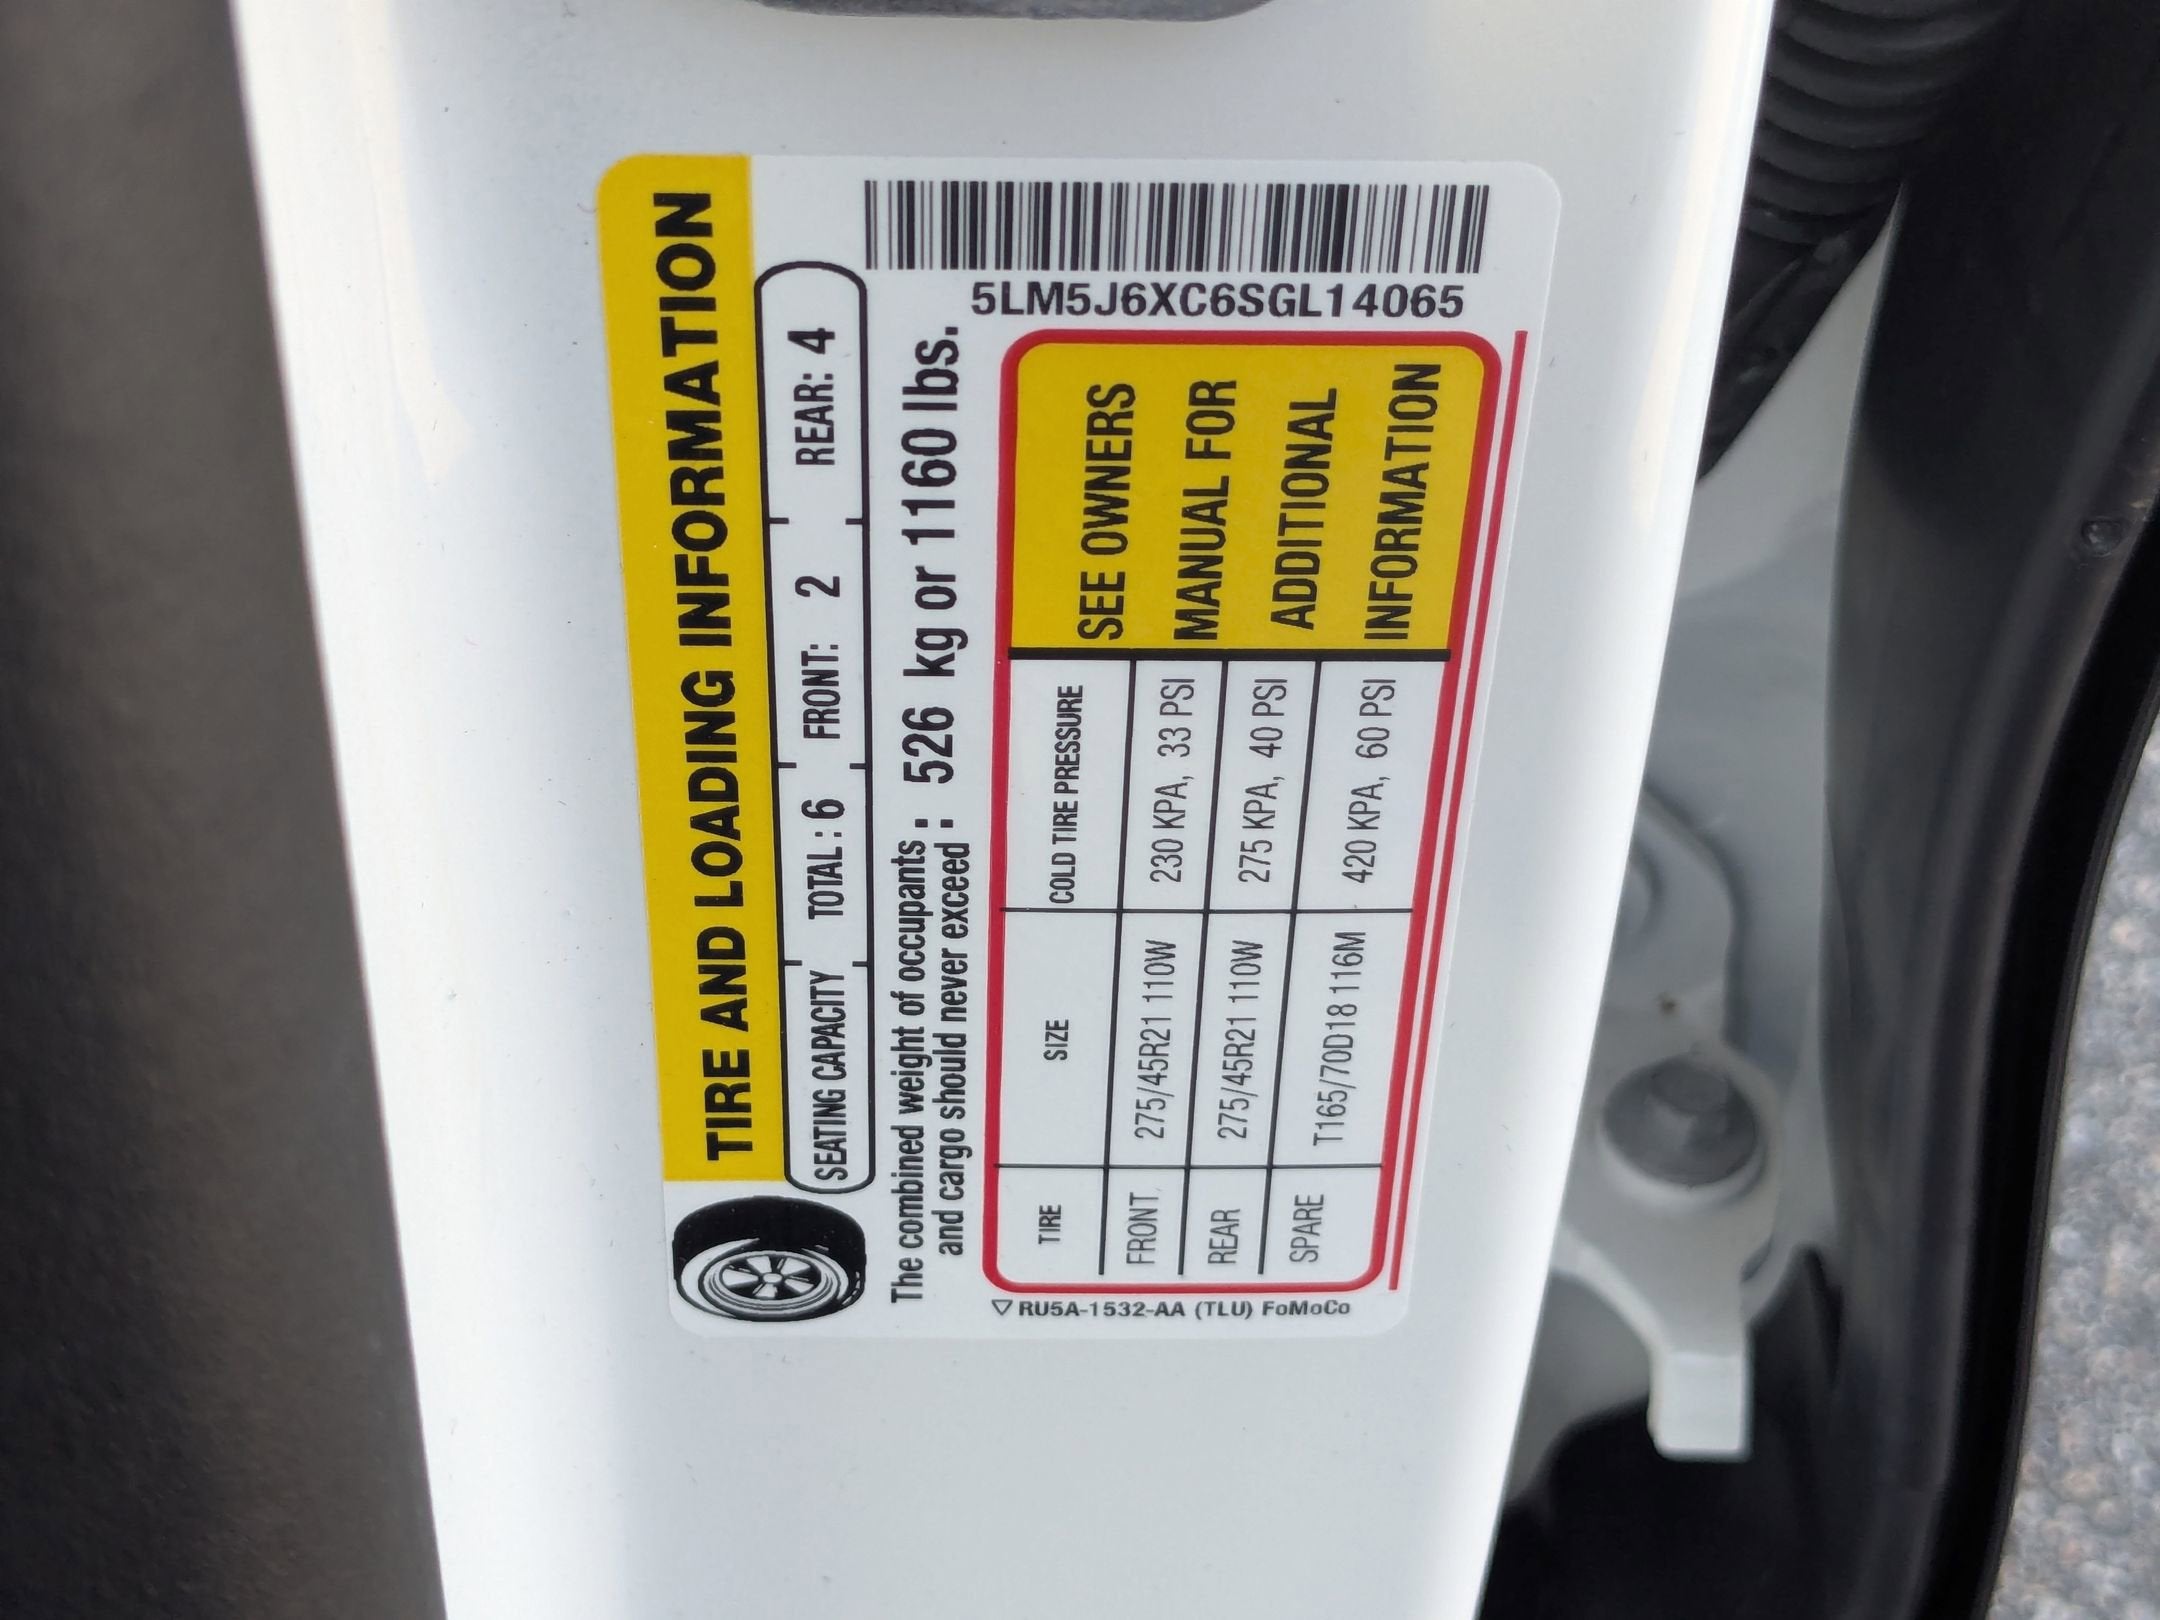 TIRE AND LOADING INFORMATION
SEATING CAPACITY TOTAL : 6 FRONT: 2 REAR: 4
The combined weight of occupants and cargo should never exceed : 526 kg or 1160 lbs.
5LM5J6XC6SGL14065
TIRE SIZE COLD TIRE PRESSURE
FRONT 275/45R21 110W 230 KPA, 33 PSI
REAR 275/45R21 110W 275 KPA, 40 PSI
SPARE T165/70D18 116M 420 KPA, 60 PSI
SEE OWNERS
MANUAL FOR
ADDITIONAL
INFORMATION
RU5A-1532-AA (TLU) FoMoCo